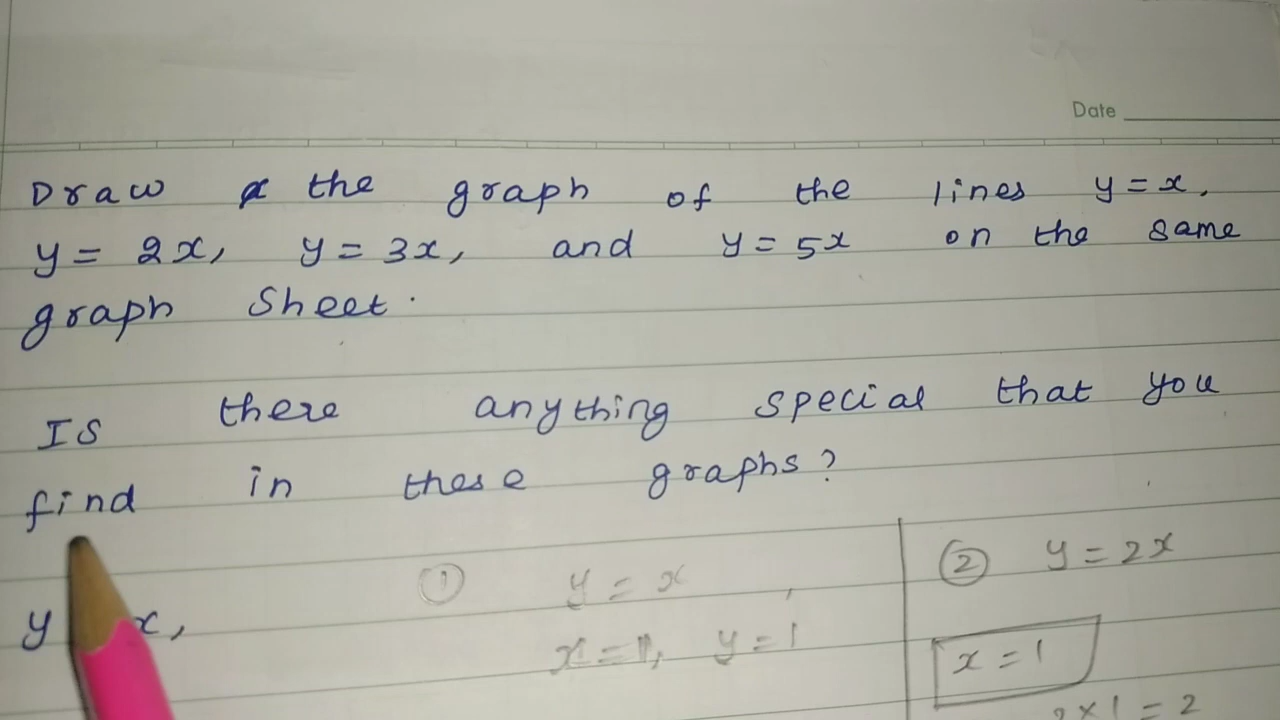 Date
Draw the graph of the lines y = x,
y = 2x, y = 3x, and y = 5x on the same
graph Sheet.
Is there anything special that you
find in these graphs?
① y = x
② y = 2x
y x,
x = 1, y = 1
x = 1
2 × 1 = 2